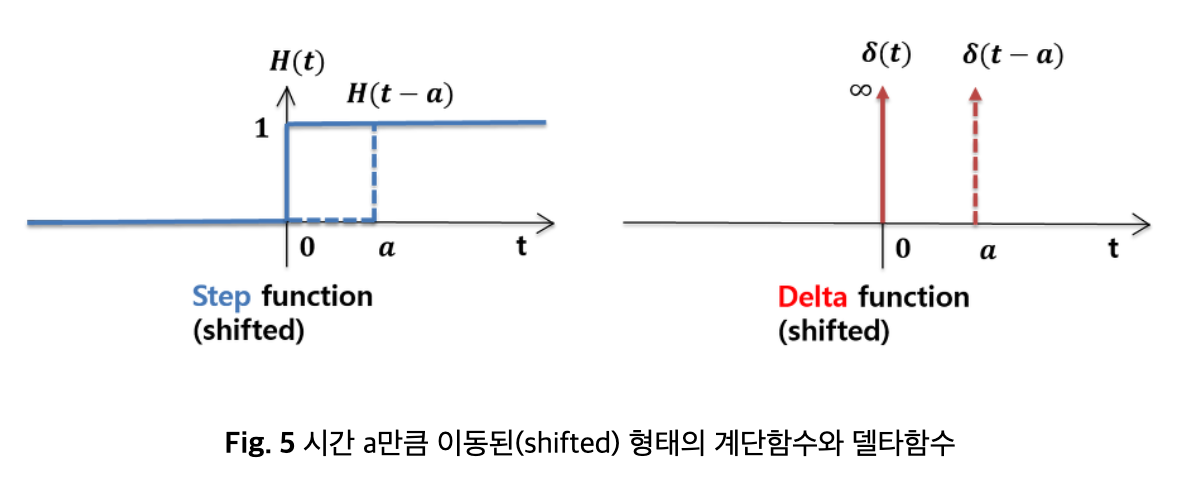 H(t)
H(t − a)
1
0
a
t
Step function
(shifted)
δ(t)
δ(t − a)
∞
0
a
t
Delta function
(shifted)
Fig. 5 시간 a만큼 이동된(shifted) 형태의 계단함수와 델타함수